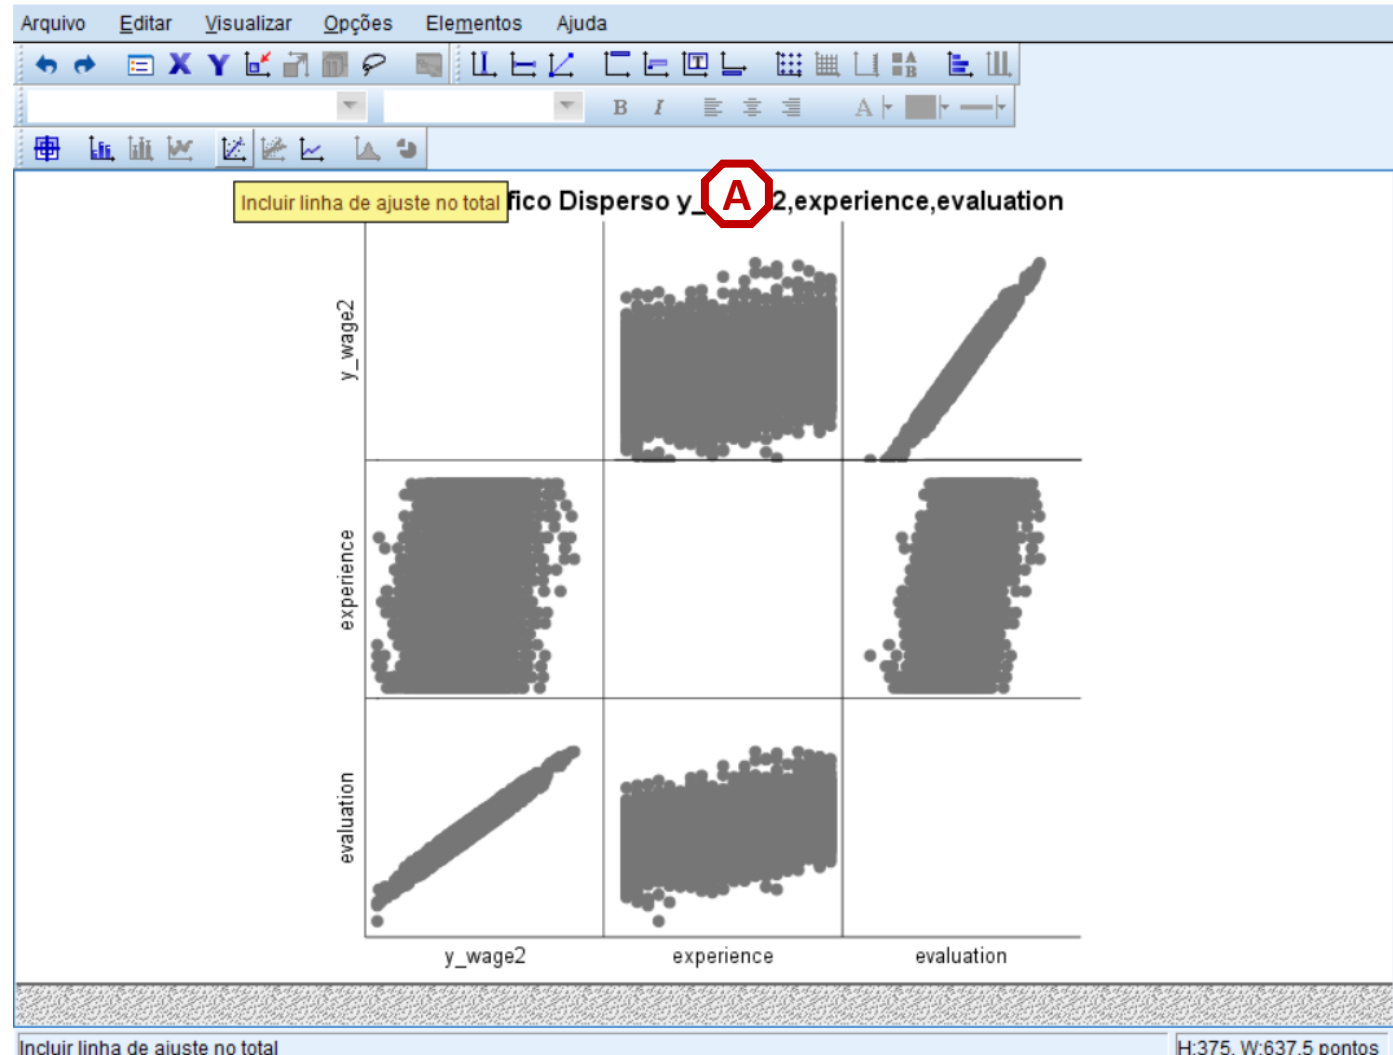 Arquivo Editar Visualizar Opções Elementos Ajuda
Incluir linha de ajuste no total
fico Disperso y_ A 2,experience,evaluation
y_wage2
experience
evaluation
y_wage2 experience evaluation
Incluir linha de ajuste no total
H:375, W:637,5 pontos